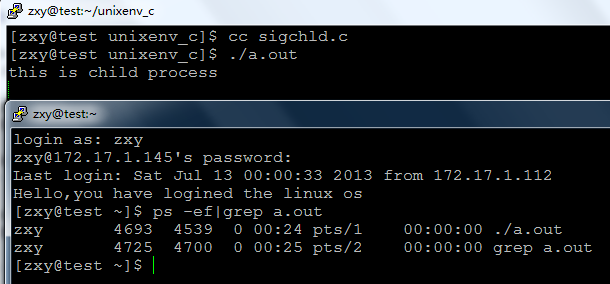 zxy@test:~/unixenv_c
[zxy@test unixenv_c]$ cc sigchld.c
[zxy@test unixenv_c]$ ./a.out
this is child process
zxy@test:~
login as: zxy
zxy@172.17.1.145's password:
Last login: Sat Jul 13 00:00:33 2013 from 172.17.1.112
Hello,you have logined the linux os
[zxy@test ~]$ ps -ef|grep a.out
zxy 4693 4539 0 00:24 pts/1 00:00:00 ./a.out
zxy 4725 4700 0 00:25 pts/2 00:00:00 grep a.out
[zxy@test ~]$